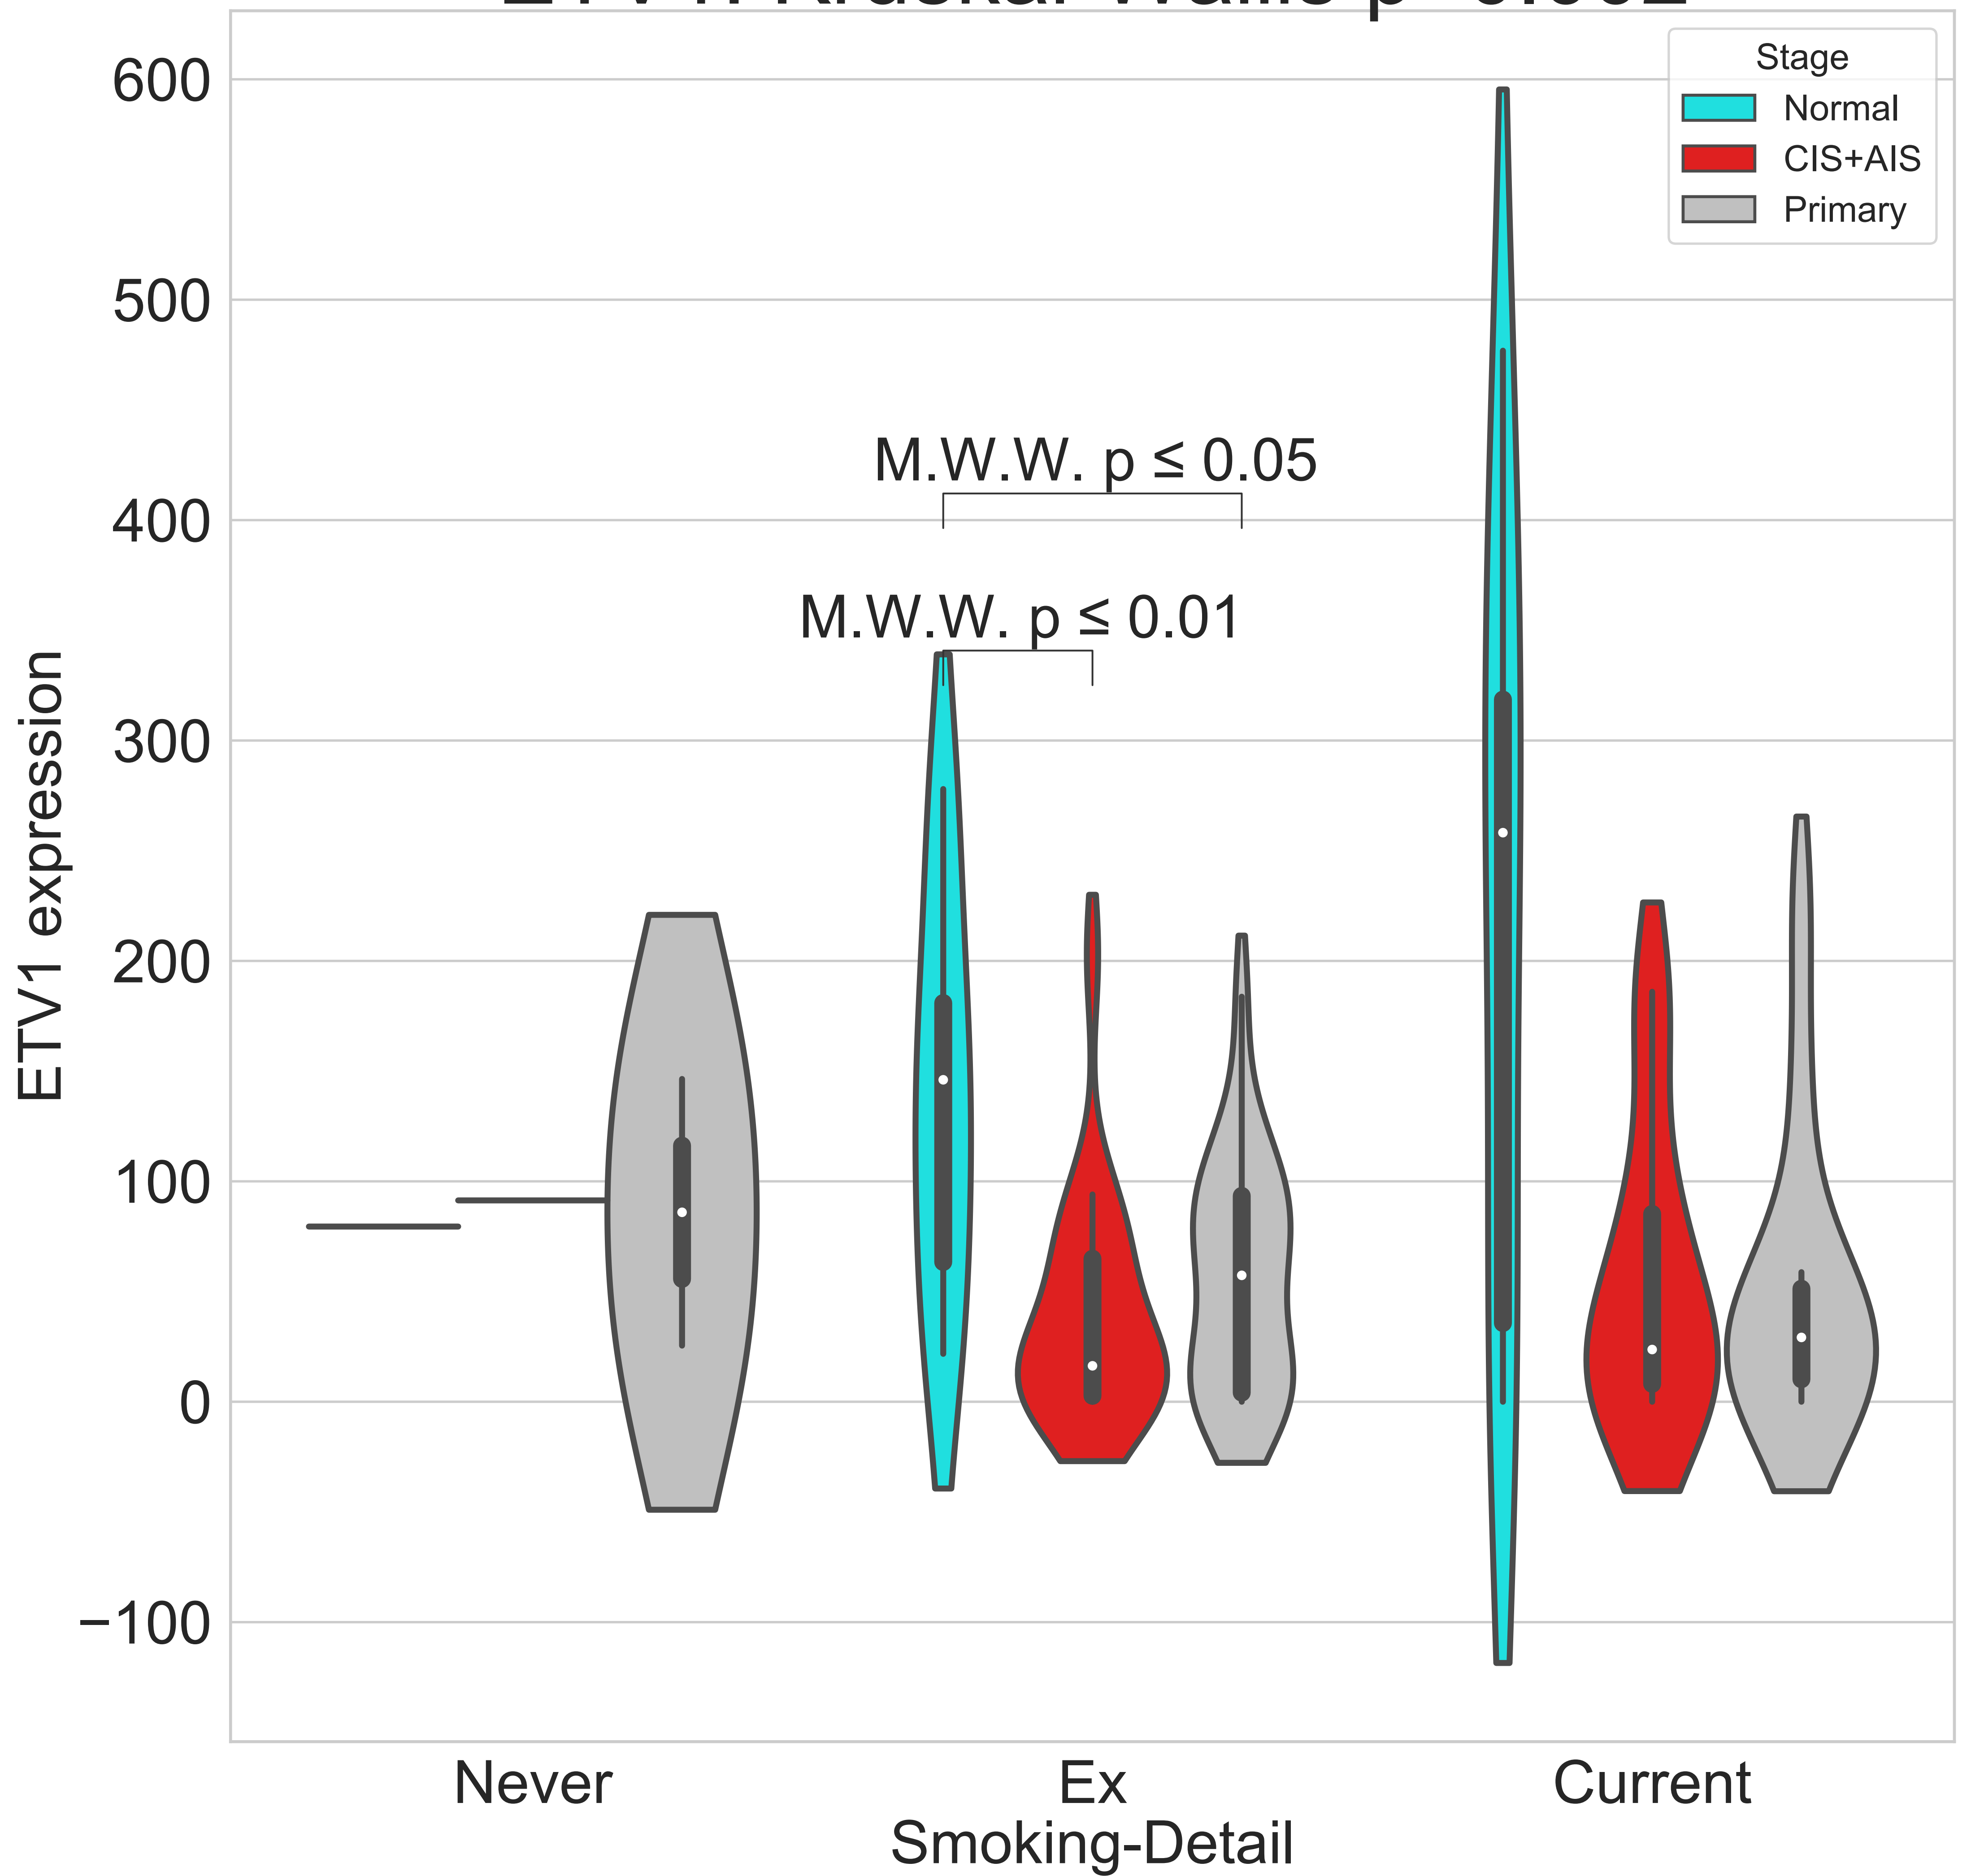 Stage
Normal
CIS+AIS
Primary
600
500
400
300
200
100
0
−100
ETV1 expression
M.W.W. p ≤ 0.05
M.W.W. p ≤ 0.01
Never
Ex
Current
Smoking-Detail